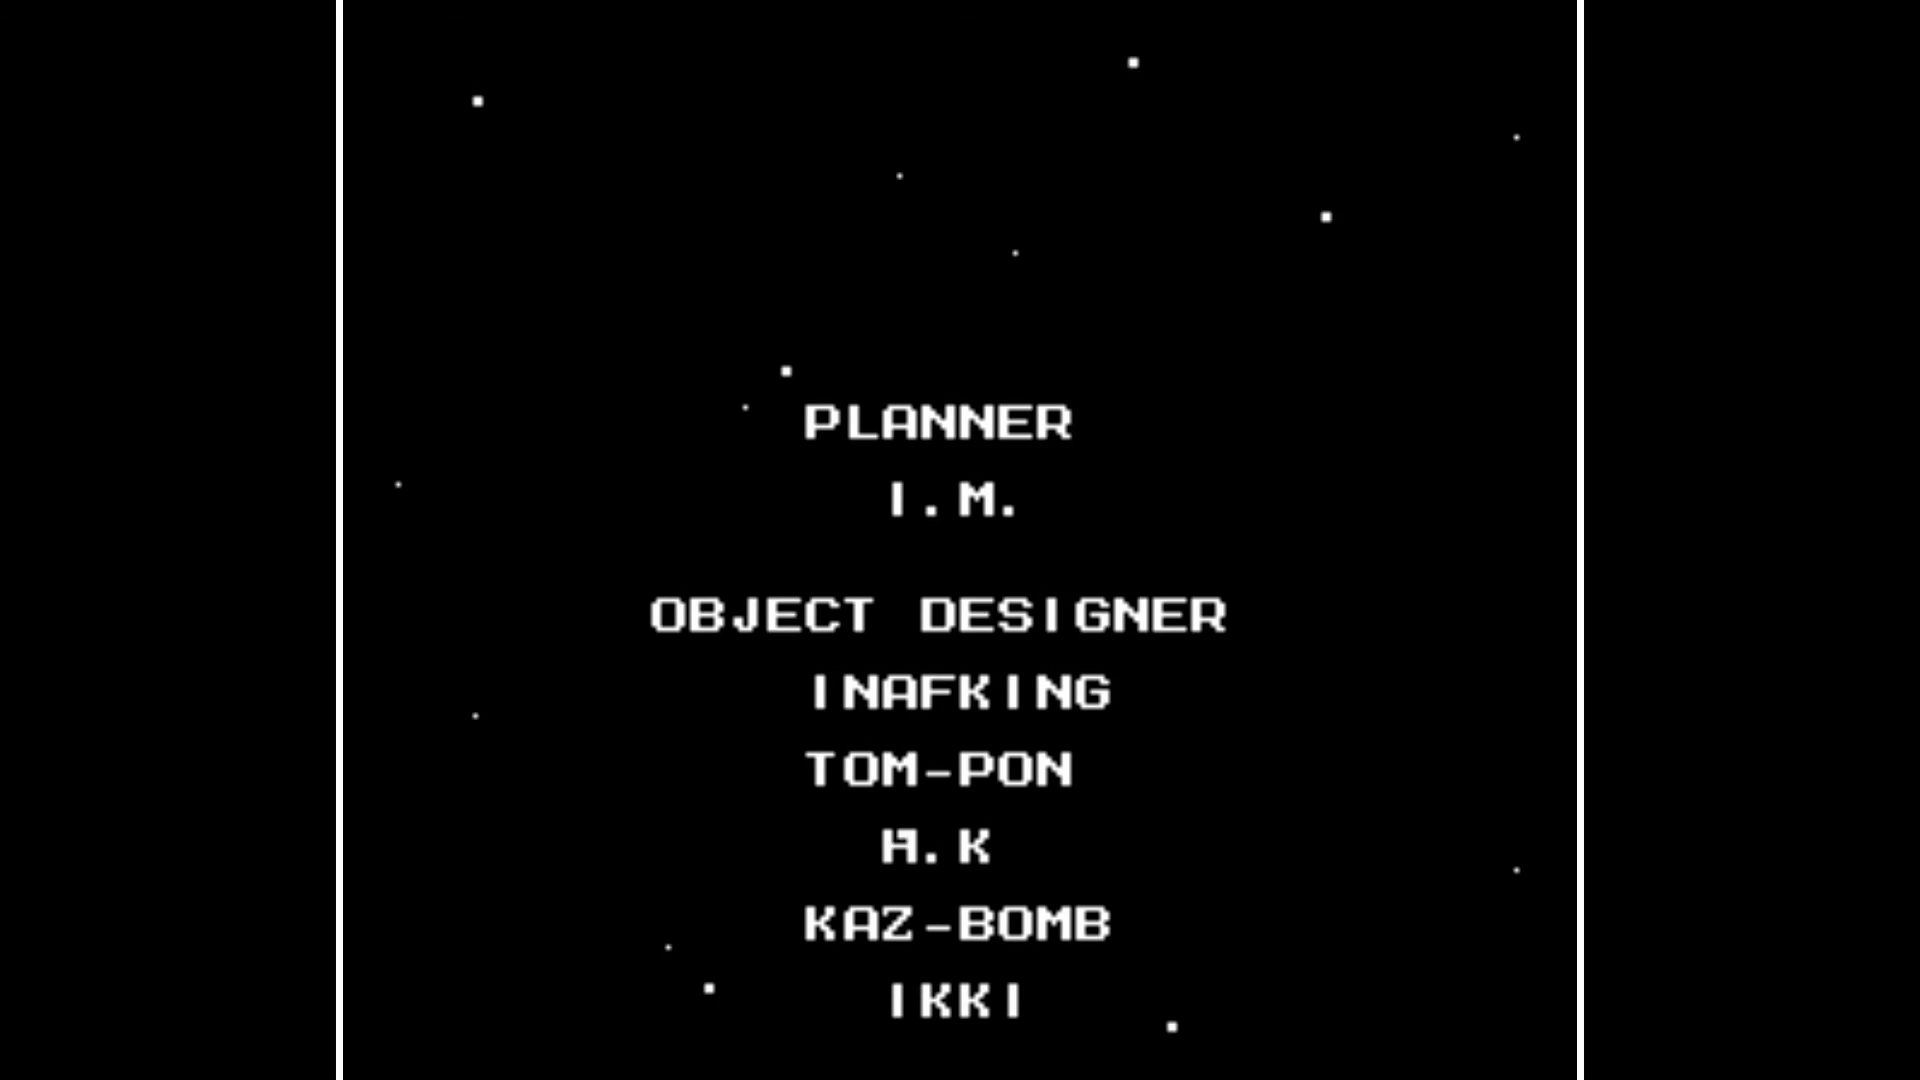 PLANNER
I.M.
OBJECT DESIGNER
INAFKING
TOM-PON
H.K
KAZ-BOMB
IKKI